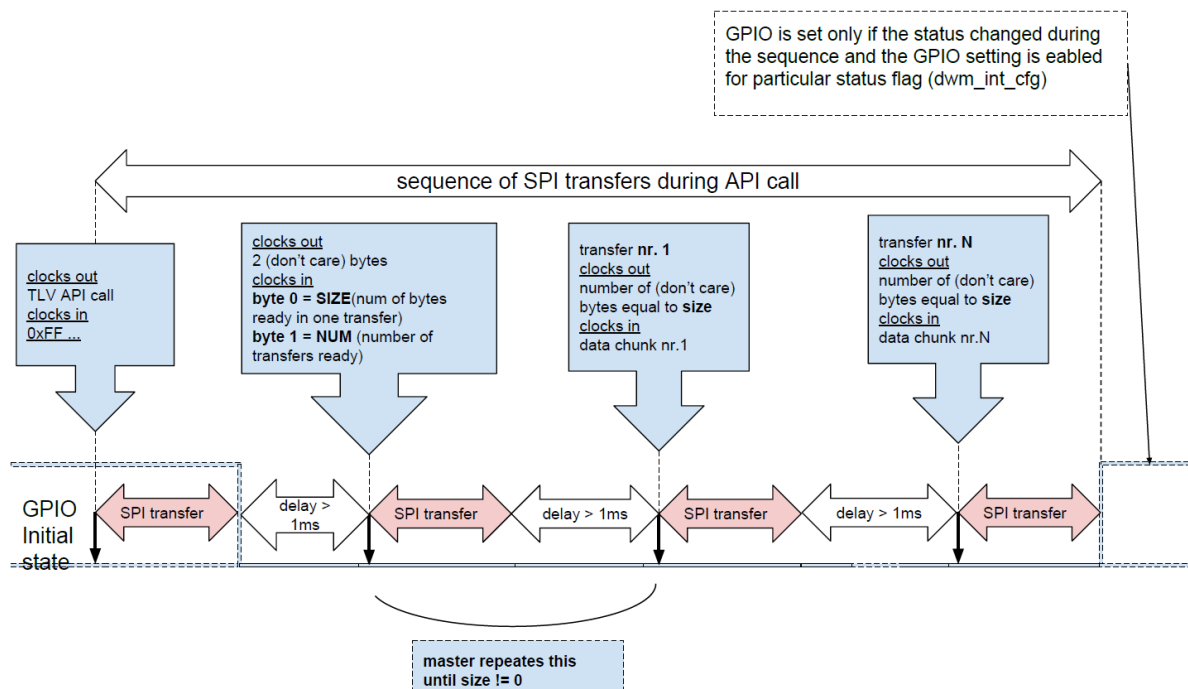 GPIO is set only if the status changed during
the sequence and the GPIO setting is eabled
for particular status flag (dwm_int_cfg)
sequence of SPI transfers during API call
clocks out
TLV API call
clocks in
0xFF ...
clocks out
2 (don't care) bytes
clocks in
byte 0 = SIZE(num of bytes
ready in one transfer)
byte 1 = NUM (number of
transfers ready)
transfer nr. 1
clocks out
number of (don't care)
bytes equal to size
clocks in
data chunk nr.1
transfer nr. N
clocks out
number of (don't care)
bytes equal to size
clocks in
data chunk nr.N
GPIO
Initial
state
SPI transfer
delay >
1ms
SPI transfer
delay > 1ms
SPI transfer
delay > 1ms
SPI transfer
master repeates this
until size != 0